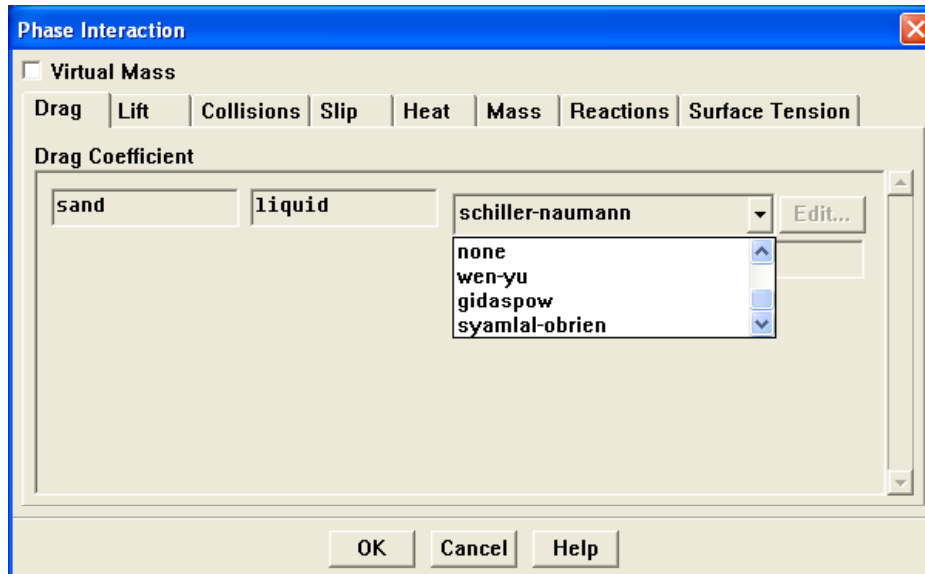 Phase Interaction
Virtual Mass
Drag Lift Collisions Slip Heat Mass Reactions Surface Tension
Drag Coefficient
sand liquid schiller-naumann Edit...
none
wen-yu
gidaspow
syamlal-obrien
OK Cancel Help